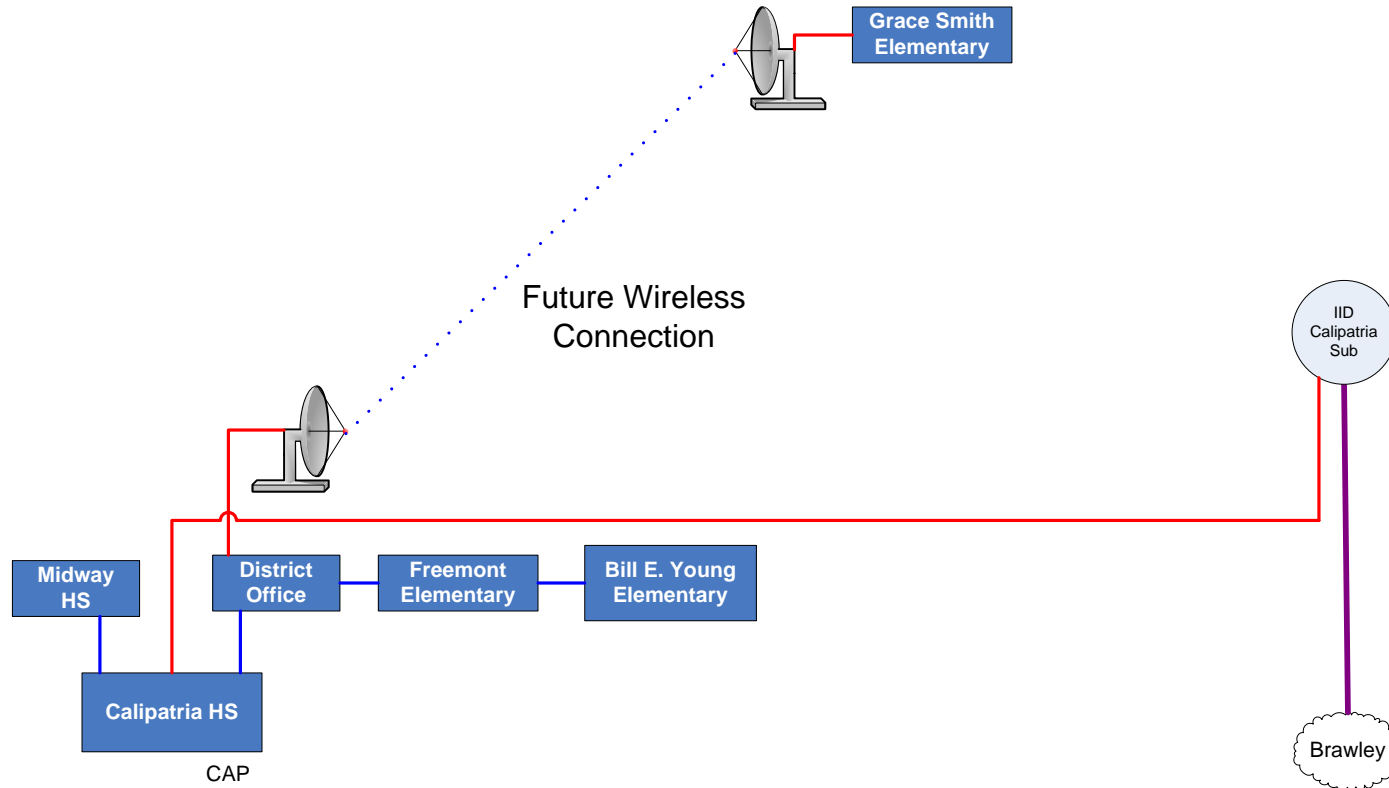 Grace Smith
Elementary
Future Wireless
Connection
IID
Calipatria
Sub
Midway
HS
District
Office
Freemont
Elementary
Bill E. Young
Elementary
Calipatria HS
CAP
Brawley